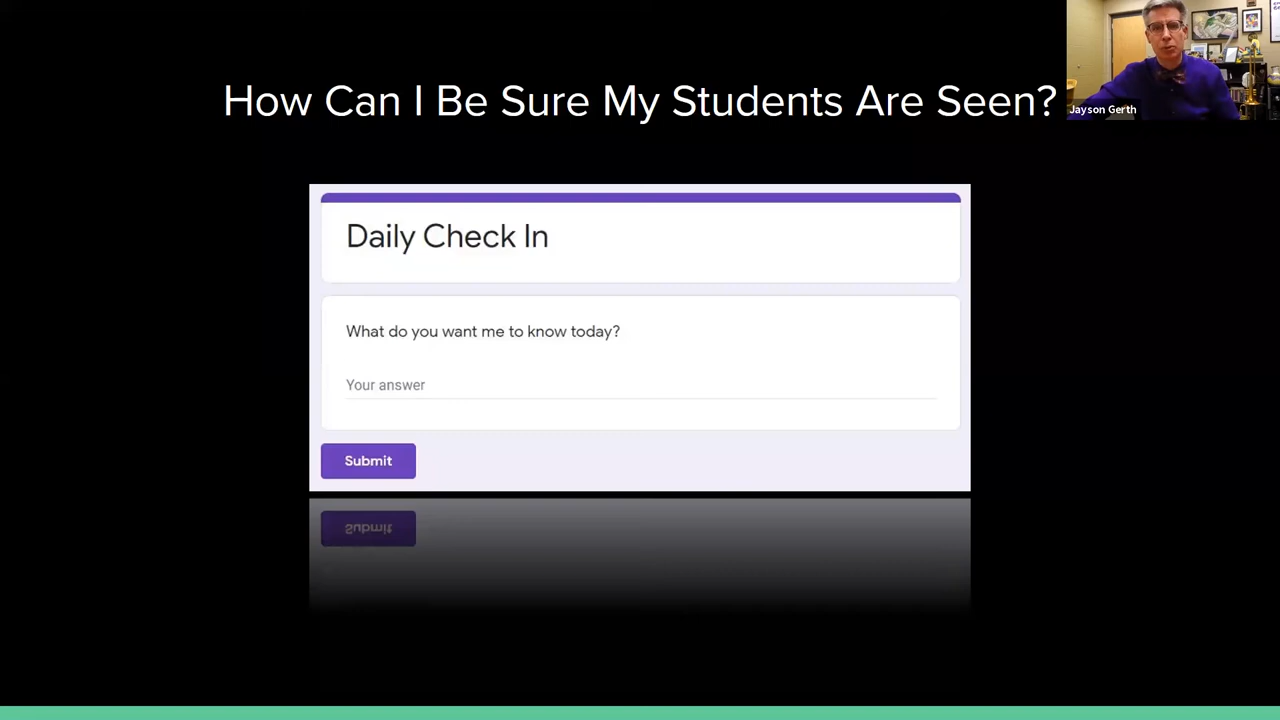 How Can I Be Sure My Students Are Seen?
Jayson Gerth
Daily Check In
What do you want me to know today?
Your answer
Submit
Submit